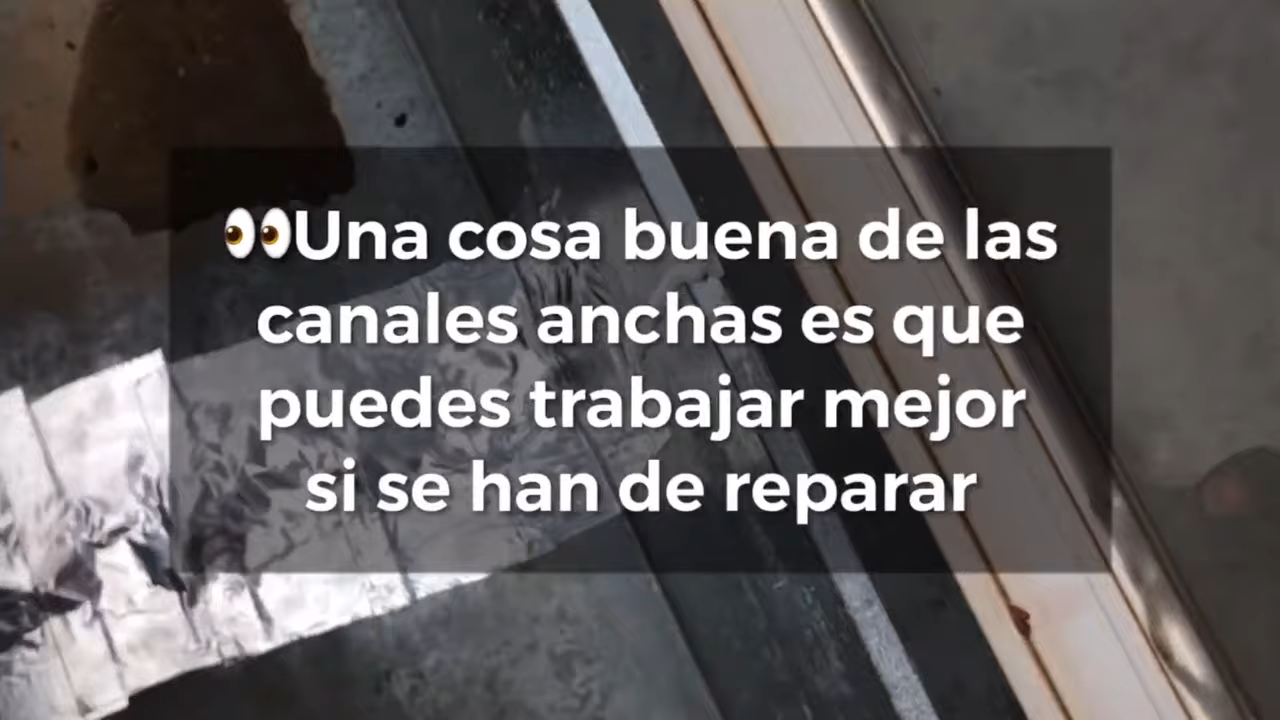 👀Una cosa buena de las
canales anchas es que
puedes trabajar mejor
si se han de reparar